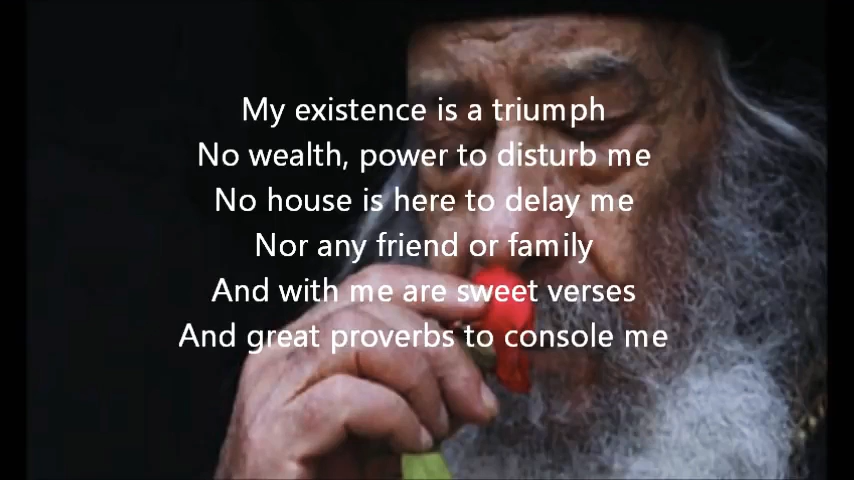 My existence is a triumph
No wealth, power to disturb me
No house is here to delay me
Nor any friend or family
And with me are sweet verses
And great proverbs to console me